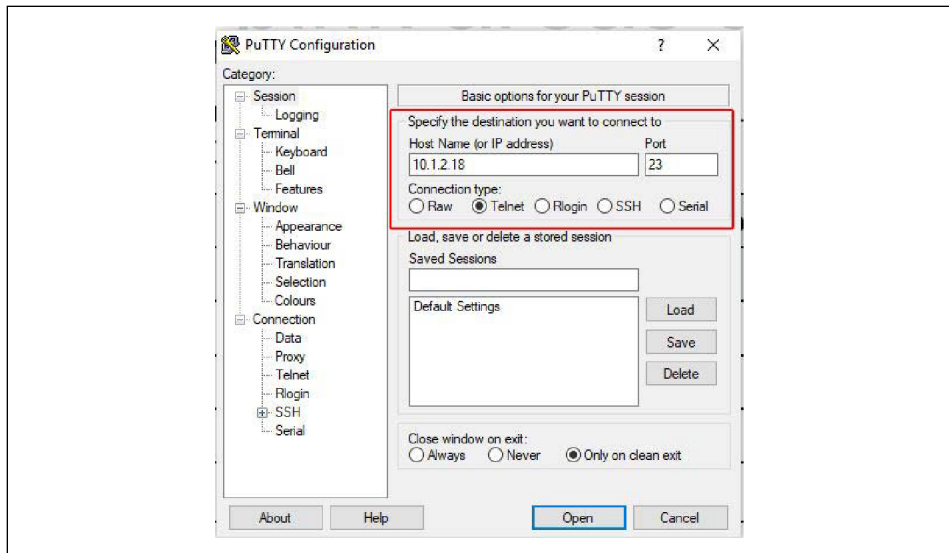 PuTTY Configuration
? X
Category:
Session
Logging
Terminal
Keyboard
Bell
Features
Window
Appearance
Behaviour
Translation
Selection
Colours
Connection
Data
Proxy
Telnet
Rlogin
SSH
Serial
Basic options for your PuTTY session
Specify the destination you want to connect to
Host Name (or IP address) Port
10.1.2.18 23
Connection type:
Raw Telnet Rlogin SSH Serial
Load, save or delete a stored session
Saved Sessions
Default Settings
Load
Save
Delete
Close window on exit:
Always Never Only on clean exit
About Help Open Cancel